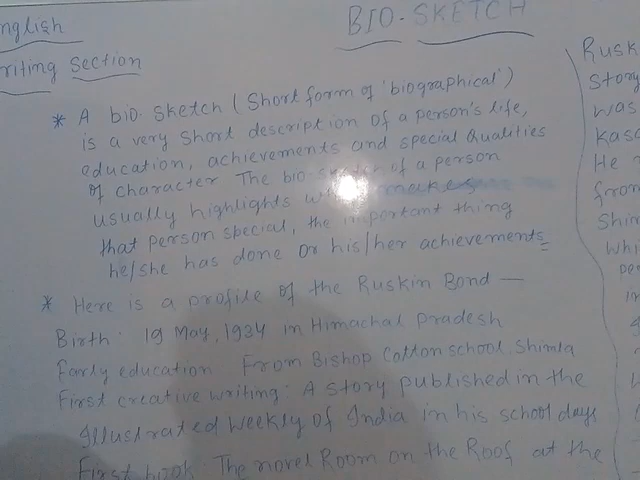 nglish
riting Section
BIO-SKETCH
* A bio-sketch (Short form of 'biographical')
is a very short description of a person's life,
education, achievements and special Qualities
of character The bio-sketch of a person
usually highlights makes
that person special, the important thing
he/she has done or his/her achievements
* Here is a profile of the Ruskin Bond —
Birth : 19 May, 1934 in Himachal pradesh
Early education From Bishop Cotton school Shimla
First creative writing : A story published in the
Illustrated weekly of India in his school days
First book The novel Room on the Roof at the
Rusk
Story
was
Kasa
He
from
Shim
Whi
pe
in